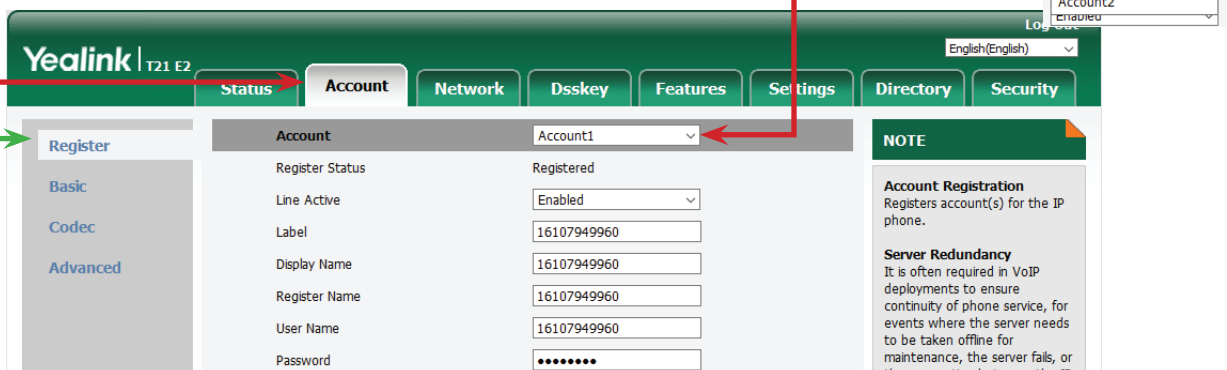 Account2
Enabled
Log Out
English(English)
Yealink T21 E2
Status Account Network Dsskey Features Settings Directory Security
Register
Basic
Codec
Advanced
Account Account1
Register Status Registered
Line Active Enabled
Label 16107949960
Display Name 16107949960
Register Name 16107949960
User Name 16107949960
Password ••••••••
NOTE
Account Registration
Registers account(s) for the IP
phone.
Server Redundancy
It is often required in VoIP
deployments to ensure
continuity of phone service, for
events where the server needs
to be taken offline for
maintenance, the server fails, or